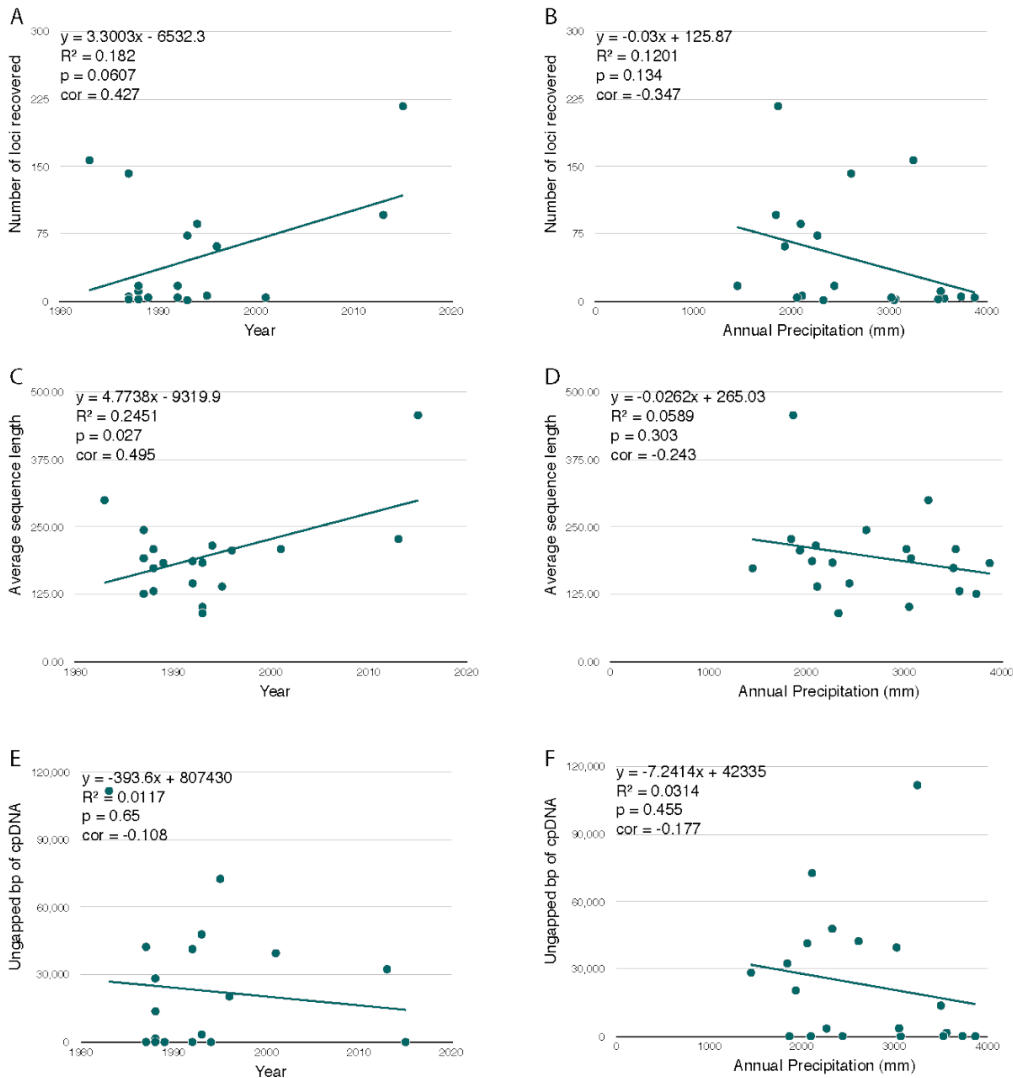 A
y = 3.3003x - 6532.3
R² = 0.182
p = 0.0607
cor = 0.427
300
225
150
75
0
Number of loci recovered
1980
1990
2000
2010
2020
Year
B
y = -0.03x + 125.87
R² = 0.1201
p = 0.134
cor = -0.347
300
225
150
75
0
Number of loci recovered
0
1000
2000
3000
4000
Annual Precipitation (mm)
C
y = 4.7738x - 9319.9
R² = 0.2451
p = 0.027
cor = 0.495
500.00
375.00
250.00
125.00
0.00
Average sequence length
1980
1990
2000
2010
2020
Year
D
y = -0.0262x + 265.03
R² = 0.0589
p = 0.303
cor = -0.243
500.00
375.00
250.00
125.00
0.00
Average sequence length
0
1000
2000
3000
4000
Annual Precipitation (mm)
E
y = -393.6x + 807430
R² = 0.0117
p = 0.65
cor = -0.108
120,000
90,000
60,000
30,000
0
Ungapped bp of cpDNA
1980
1990
2000
2010
2020
Year
F
y = -7.2414x + 42335
R² = 0.0314
p = 0.455
cor = -0.177
120,000
90,000
60,000
30,000
0
Ungapped bp of cpDNA
0
1000
2000
3000
4000
Annual Precipitation (mm)